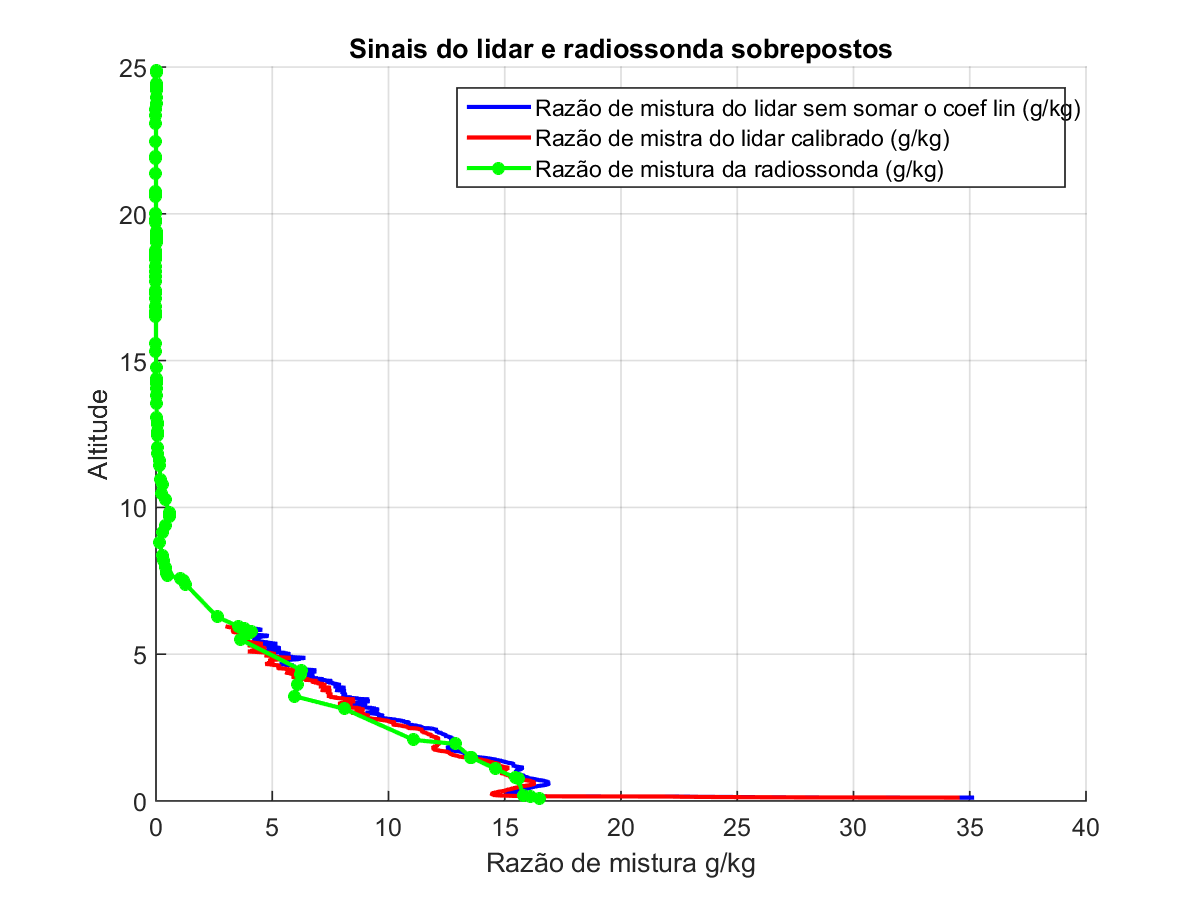 Sinais do lidar e radiossonda sobrepostos
Razão de mistura do lidar sem somar o coef lin (g/kg)
Razão de mistra do lidar calibrado (g/kg)
Razão de mistura da radiossonda (g/kg)
Altitude
25
20
15
10
5
0
0 5 10 15 20 25 30 35 40
Razão de mistura g/kg